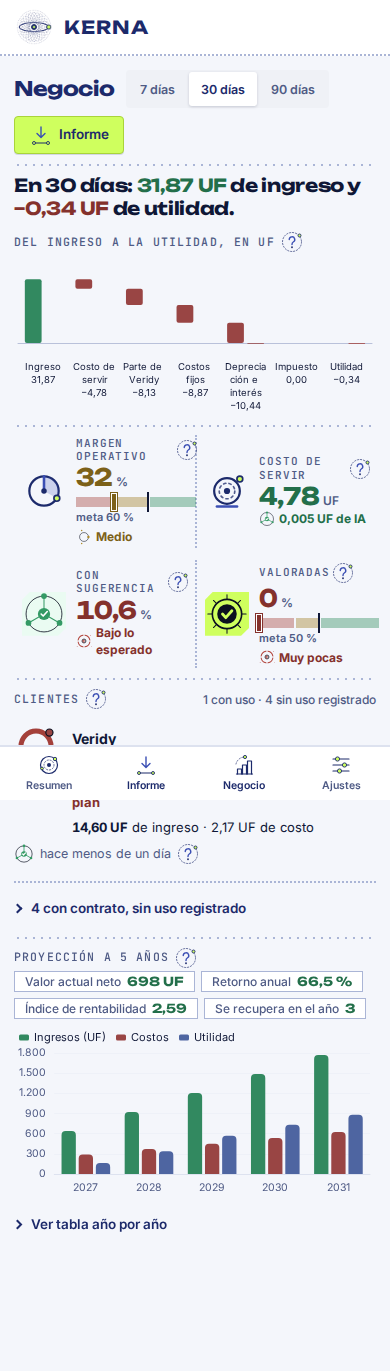 KERNA
Negocio
7 días
30 días
90 días
Informe
En 30 días: 31,87 UF de ingreso y
−0,34 UF de utilidad.
DEL INGRESO A LA UTILIDAD, EN UF ?
Ingreso
31,87
Costo de
servir
−4,78
Parte de
Veridy
−8,13
Costos
fijos
−8,87
Deprecia
ción e
interés
−10,44
Impuesto
0,00
Utilidad
−0,34
MARGEN
OPERATIVO
?
32 %
meta 60 %
Medio
COSTO DE
SERVIR
?
4,78 UF
0,005 UF de IA
CON
SUGERENCIA
?
10,6 %
Bajo lo
esperado
VALORADAS ?
0 %
meta 50 %
Muy pocas
CLIENTES ?
1 con uso · 4 sin uso registrado
Veridy
Resumen
Informe
Negocio
Ajustes
plan
14,60 UF de ingreso · 2,17 UF de costo
hace menos de un día ?
4 con contrato, sin uso registrado
PROYECCIÓN A 5 AÑOS ?
Valor actual neto 698 UF
Retorno anual 66,5 %
Índice de rentabilidad 2,59
Se recupera en el año 3
Ingresos (UF)
Costos
Utilidad
1.800
1.500
1.200
900
600
300
0
2027
2028
2029
2030
2031
Ver tabla año por año